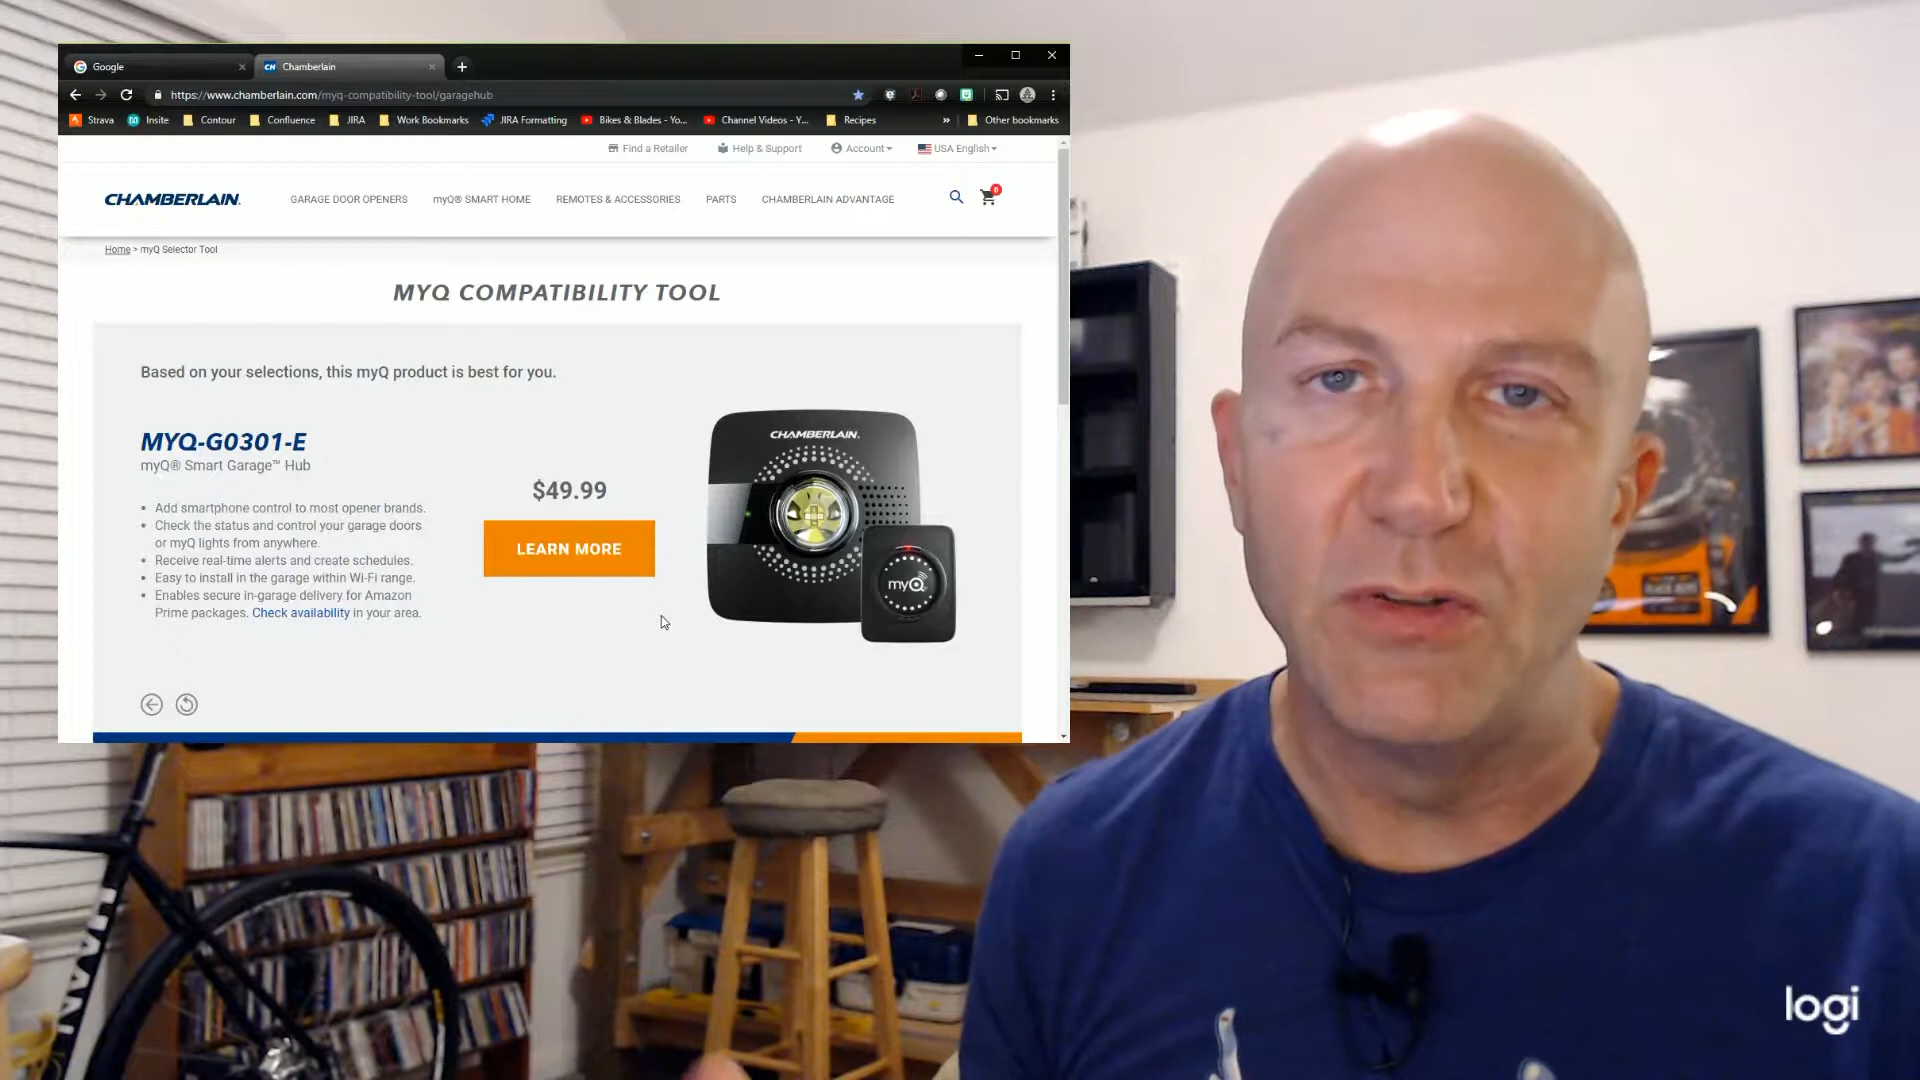 Google
CH Chamberlain
https://www.chamberlain.com/myq-compatibility-tool/garagehub
Strava
Insite
Contour
Confluence
JIRA
Work Bookmarks
JIRA Formatting
Bikes & Blades - Yo...
Channel Videos - Y...
Recipes
»
Other bookmarks
Find a Retailer
Help & Support
Account
USA English
CHAMBERLAIN
GARAGE DOOR OPENERS
myQ® SMART HOME
REMOTES & ACCESSORIES
PARTS
CHAMBERLAIN ADVANTAGE
0
Home > myQ Selector Tool
MYQ COMPATIBILITY TOOL
Based on your selections, this myQ product is best for you.
MYQ-G0301-E
myQ® Smart Garage™ Hub
• Add smartphone control to most opener brands.
• Check the status and control your garage doors
or myQ lights from anywhere.
• Receive real-time alerts and create schedules.
• Easy to install in the garage within Wi-Fi range.
• Enables secure in-garage delivery for Amazon
Prime packages. Check availability in your area.
$49.99
LEARN MORE
CHAMBERLAIN
myQ
GIANT
logi